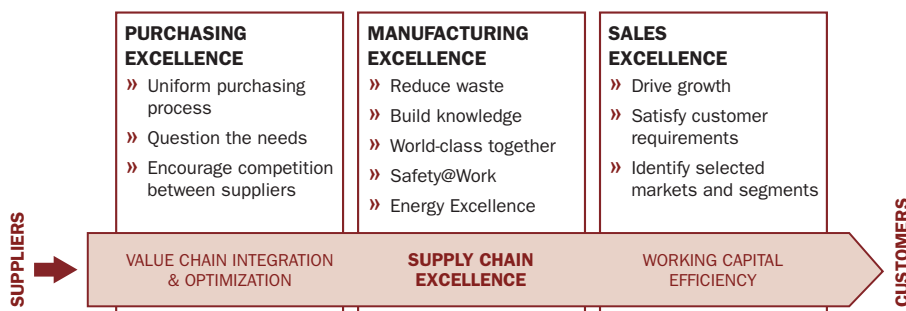 PURCHASING
EXCELLENCE
» Uniform purchasing
process
» Question the needs
» Encourage competition
between suppliers
MANUFACTURING
EXCELLENCE
» Reduce waste
» Build knowledge
» World-class together
» Safety@Work
» Energy Excellence
SALES
EXCELLENCE
» Drive growth
» Satisfy customer
requirements
» Identify selected
markets and segments
SUPPLIERS
VALUE CHAIN INTEGRATION
& OPTIMIZATION
SUPPLY CHAIN
EXCELLENCE
WORKING CAPITAL
EFFICIENCY
CUSTOMERS